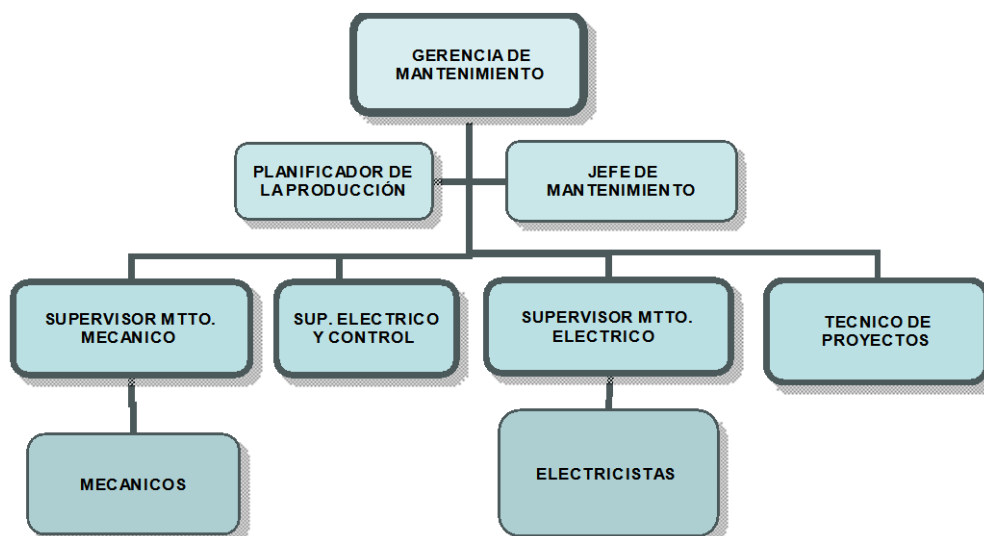 GERENCIA DE
MANTENIMIENTO
PLANIFICADOR DE
LA PRODUCCIÓN
JEFE DE
MANTENIMIENTO
SUPERVISOR MTTO.
MECANICO
SUP. ELECTRICO
Y CONTROL
SUPERVISOR MTTO.
ELECTRICO
TECNICO DE
PROYECTOS
MECANICOS
ELECTRICISTAS